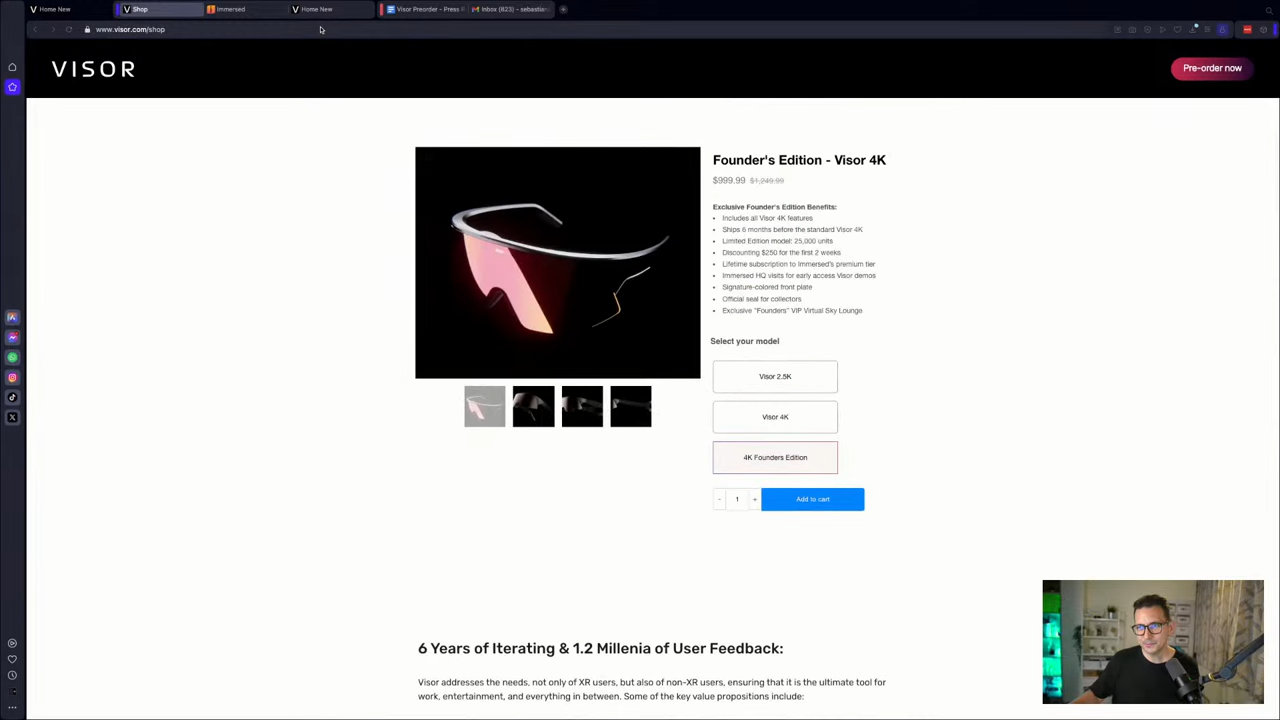 Home New
Shop
Immersed
Home New
Visor Preorder - Press
Inbox (823) - sebastian
www.visor.com/shop
VISOR
Pre-order now
Founder's Edition - Visor 4K
$999.99 $1,249.99
Exclusive Founder's Edition Benefits:
• Includes all Visor 4K features
• Ships 6 months before the standard Visor 4K
• Limited Edition model: 25,000 units
• Discounting $250 for the first 2 weeks
• Lifetime subscription to Immersed's premium tier
• Immersed HQ visits for early access Visor demos
• Signature-colored front plate
• Official seal for collectors
• Exclusive "Founders" VIP Virtual Sky Lounge
Select your model
Visor 2.5K
Visor 4K
4K Founders Edition
- 1 + Add to cart
6 Years of Iterating & 1.2 Millenia of User Feedback:
Visor addresses the needs, not only of XR users, but also of non-XR users, ensuring that it is the ultimate tool for
work, entertainment, and everything in between. Some of the key value propositions include: